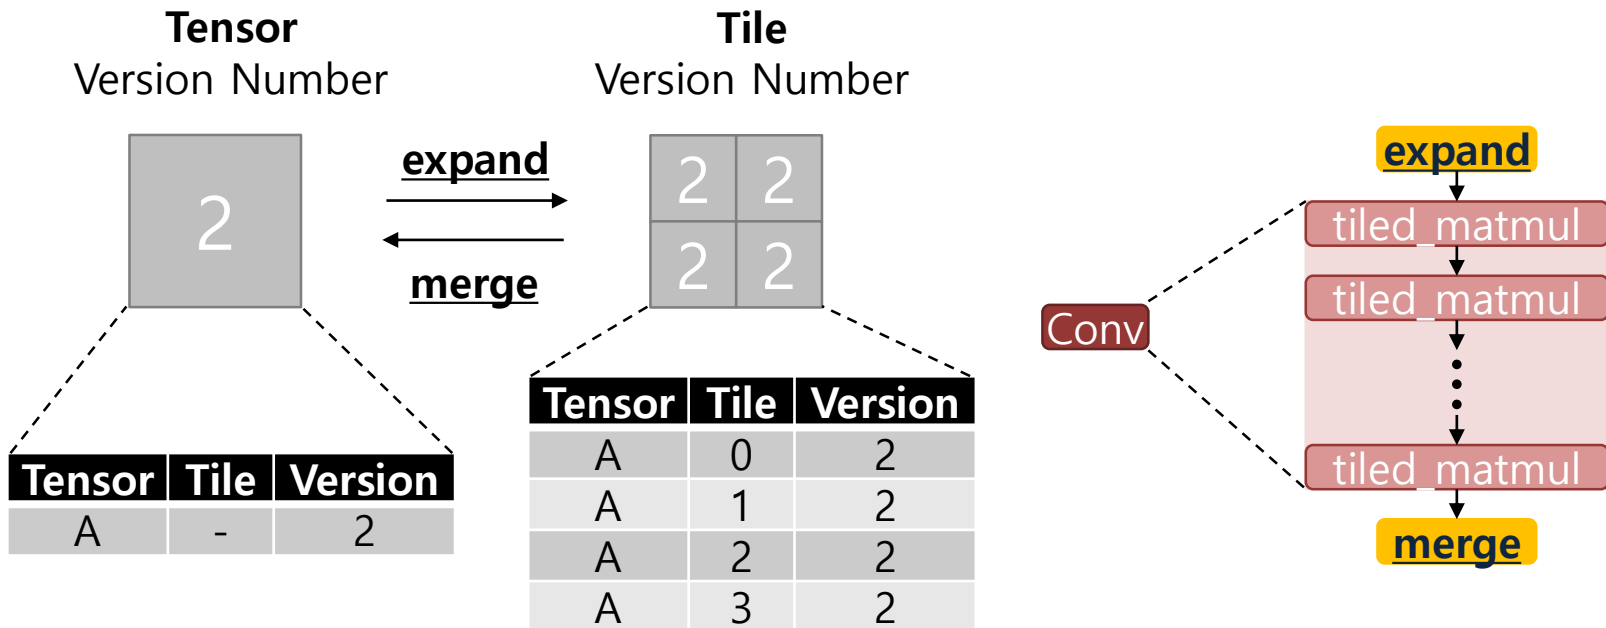 Tensor
Version Number
2
Tensor Tile Version
A - 2
expand
merge
Tile
Version Number
2 2
2 2
Tensor Tile Version
A 0 2
A 1 2
A 2 2
A 3 2
Conv
expand
tiled_matmul
tiled_matmul
tiled_matmul
merge